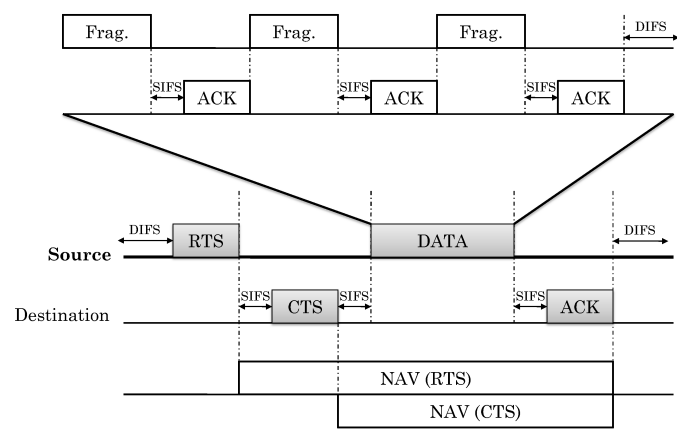 Frag. Frag. Frag. DIFS
SIFS ACK SIFS ACK SIFS ACK
DIFS RTS DATA DIFS
Source
SIFS CTS SIFS SIFS ACK
Destination
NAV (RTS)
NAV (CTS)